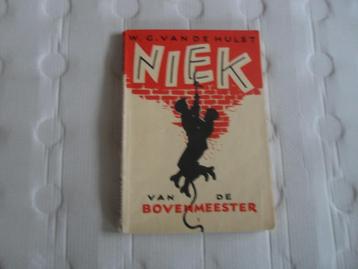 W. G. VAN DE HULST
NIEK
VAN DE
BOVENMEESTER